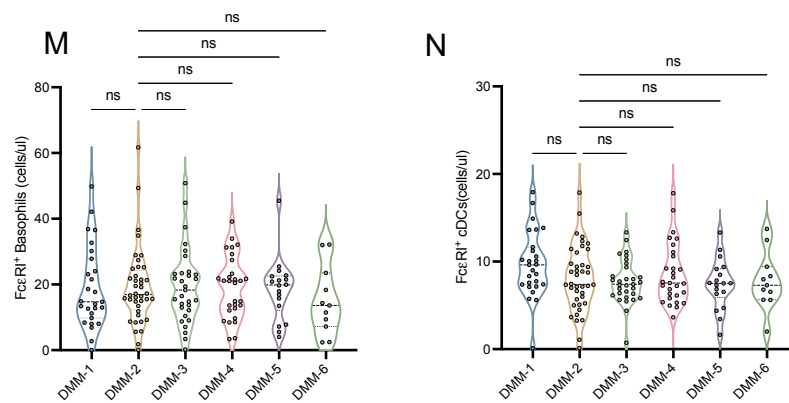 M
ns
ns
ns
ns
ns
FcεRI+ Basophils (cells/ul)
80
60
40
20
0
DMM-1
DMM-2
DMM-3
DMM-4
DMM-5
DMM-6
N
ns
ns
ns
ns
ns
FcεRI+ cDCs(cells/ul)
30
20
10
0
DMM-1
DMM-2
DMM-3
DMM-4
DMM-5
DMM-6